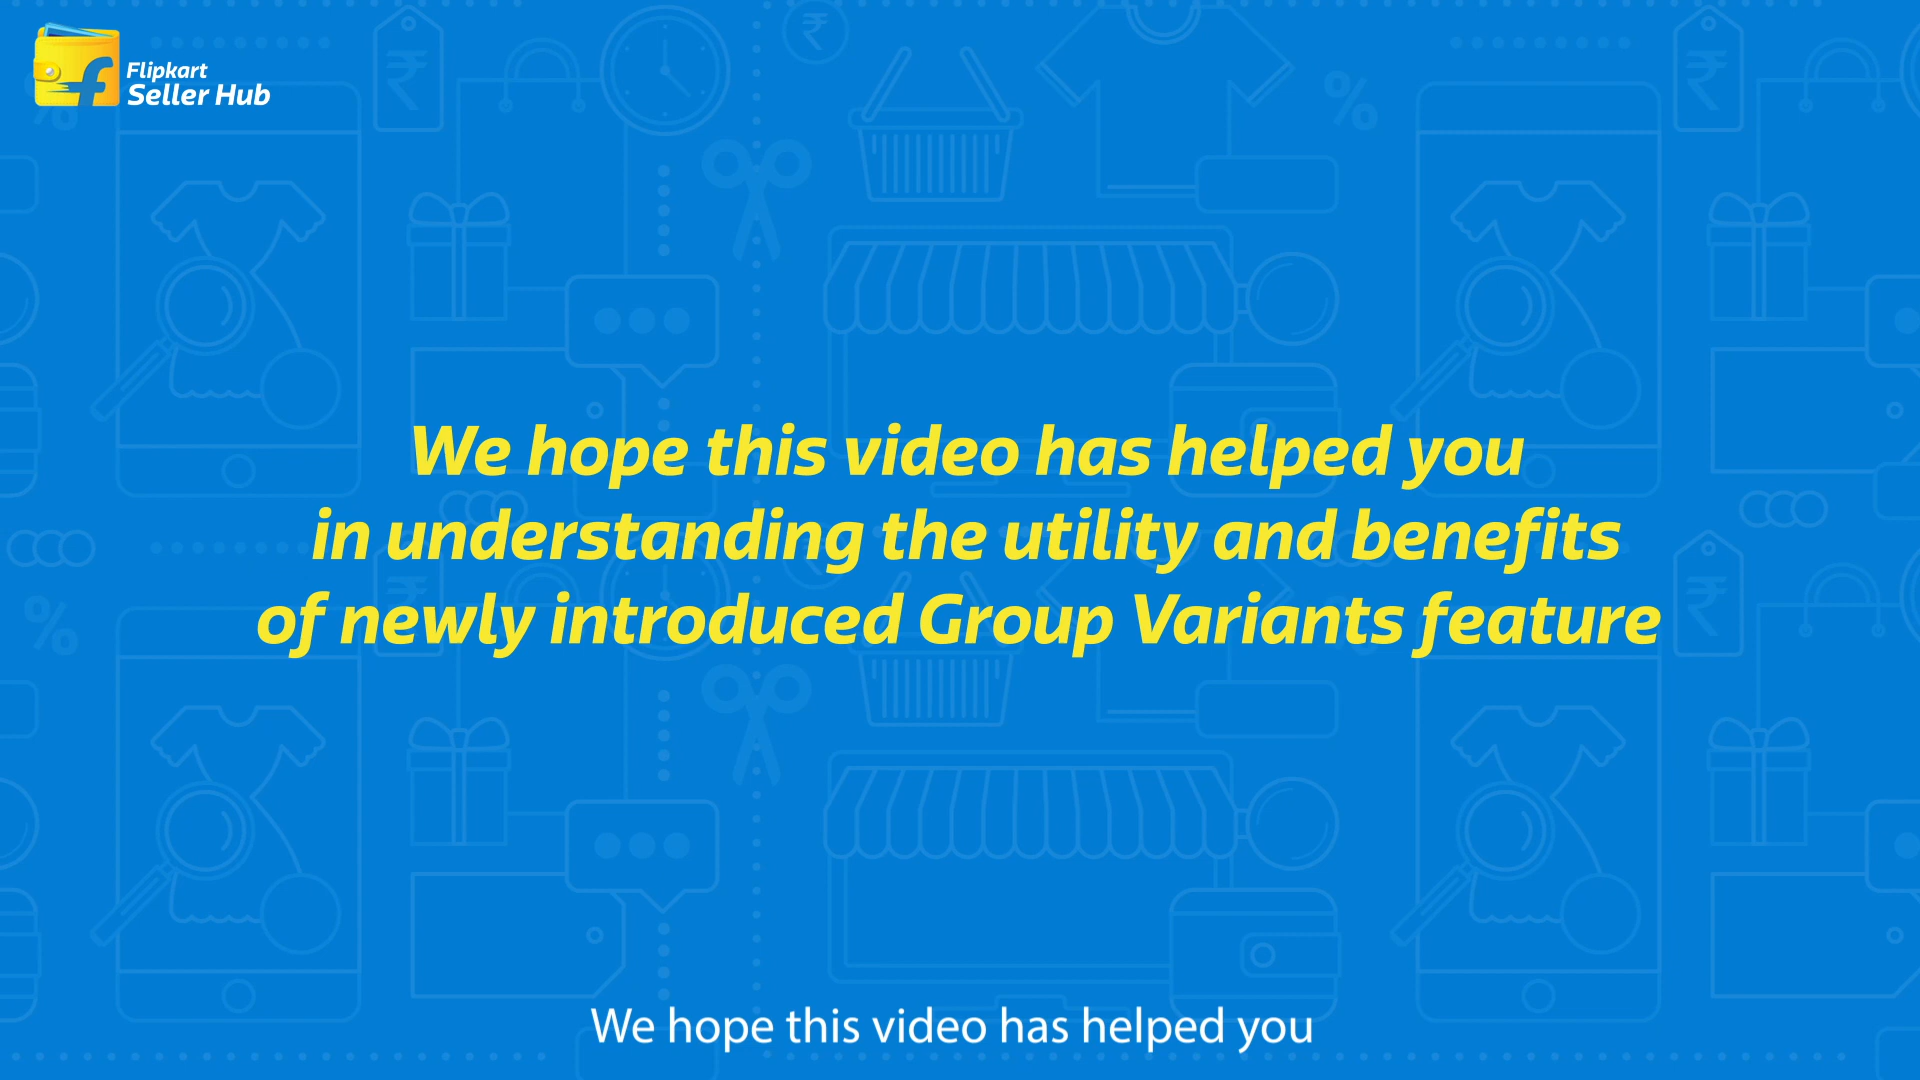 Flipkart
Seller Hub
We hope this video has helped you
in understanding the utility and benefits
of newly introduced Group Variants feature
We hope this video has helped you